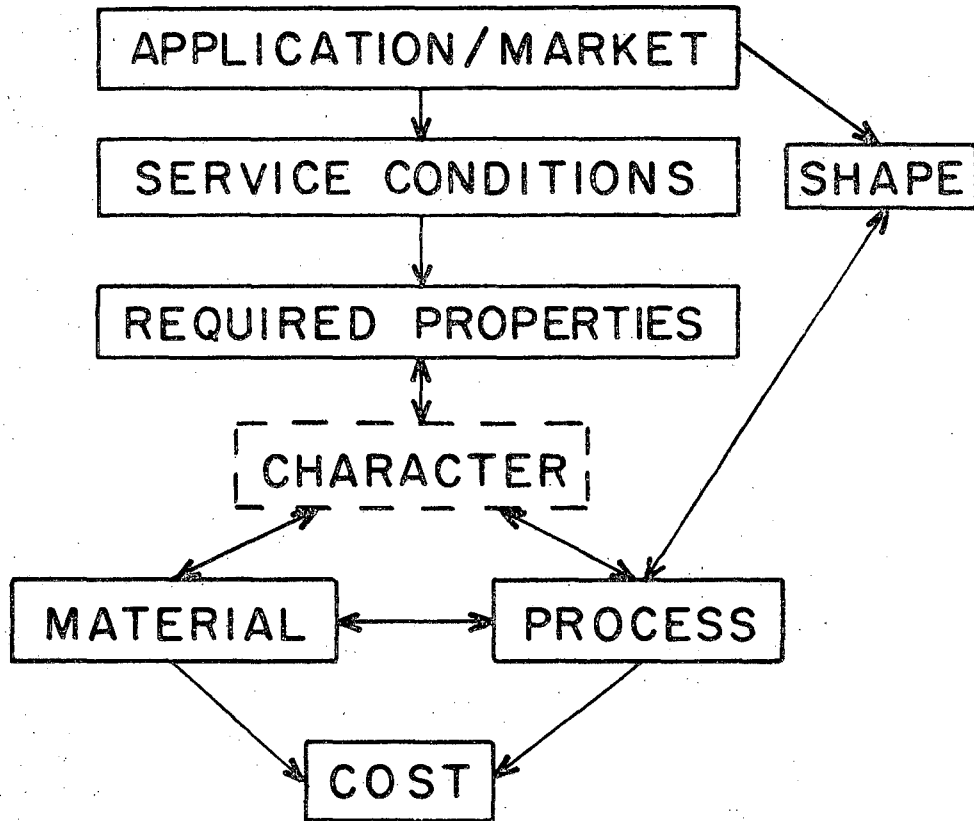 APPLICATION/MARKET
SERVICE CONDITIONS
SHAPE
REQUIRED PROPERTIES
CHARACTER
MATERIAL
PROCESS
COST